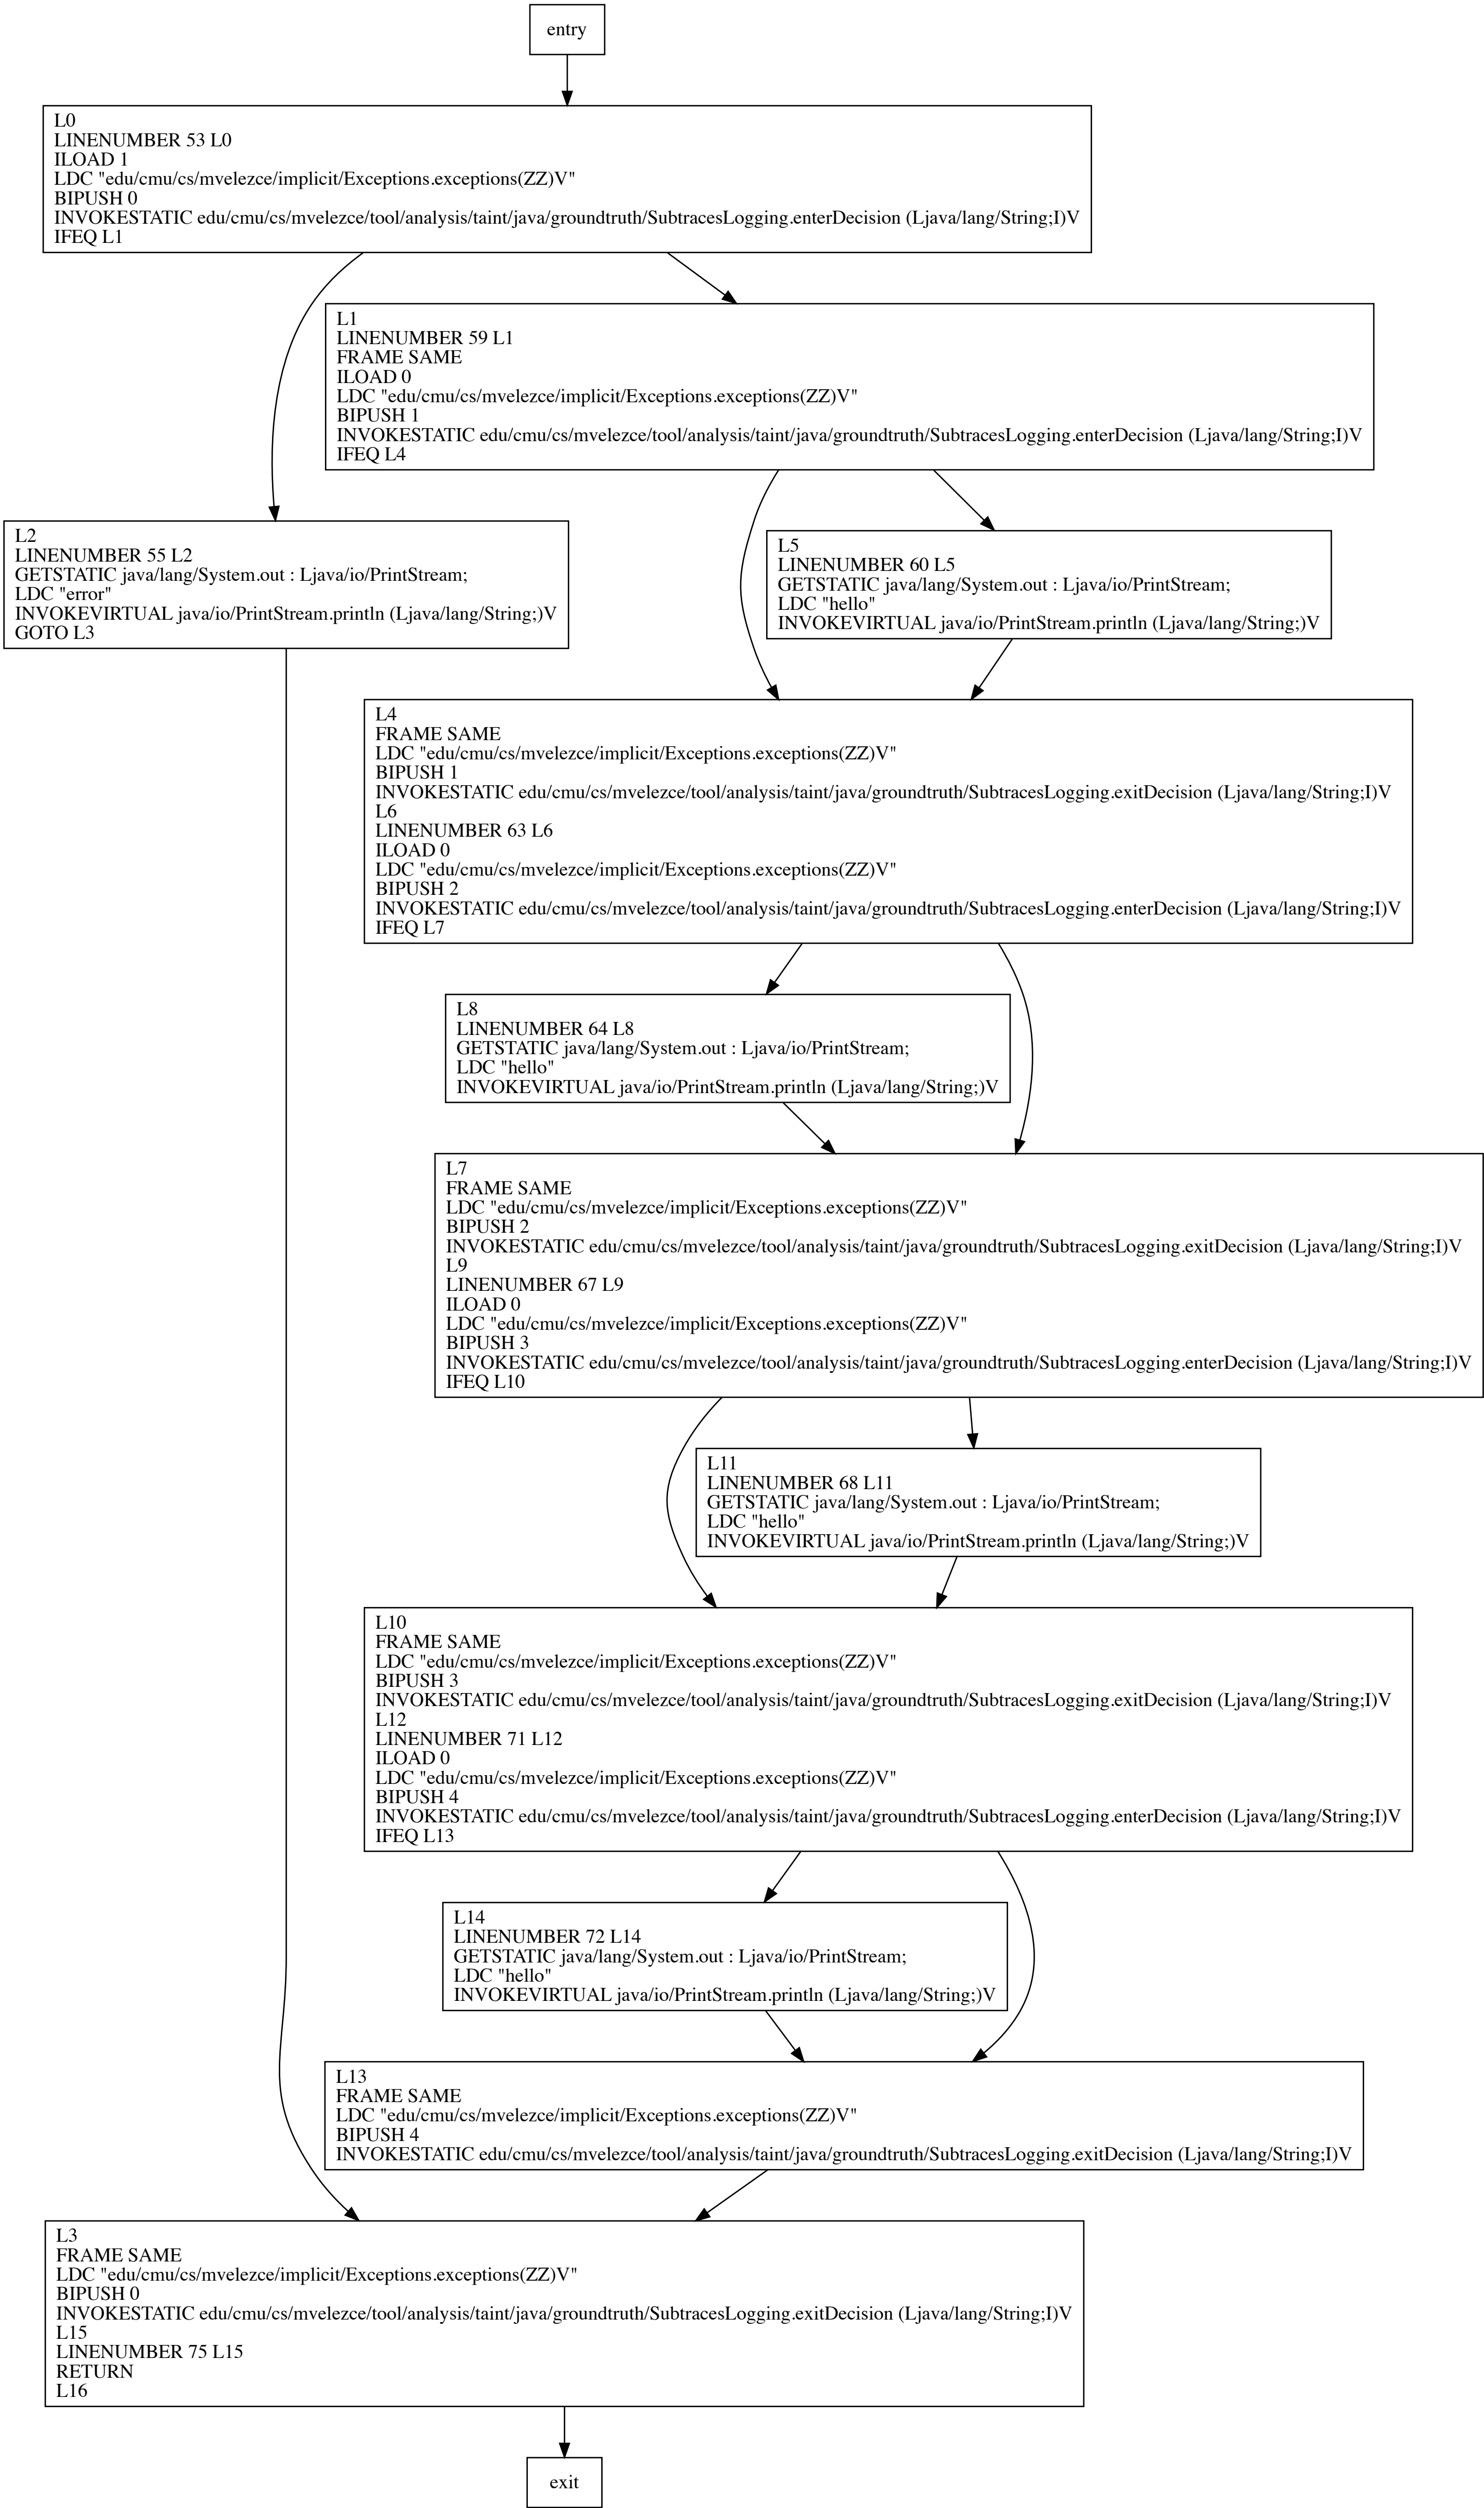 entry
L0
LINENUMBER 53 L0
ILOAD 1
LDC "edu/cmu/cs/mvelezce/implicit/Exceptions.exceptions(ZZ)V"
BIPUSH 0
INVOKESTATIC edu/cmu/cs/mvelezce/tool/analysis/taint/java/groundtruth/SubtracesLogging.enterDecision (Ljava/lang/String;I)V
IFEQ L1
L1
LINENUMBER 59 L1
FRAME SAME
ILOAD 0
LDC "edu/cmu/cs/mvelezce/implicit/Exceptions.exceptions(ZZ)V"
BIPUSH 1
INVOKESTATIC edu/cmu/cs/mvelezce/tool/analysis/taint/java/groundtruth/SubtracesLogging.enterDecision (Ljava/lang/String;I)V
IFEQ L4
L2
LINENUMBER 55 L2
GETSTATIC java/lang/System.out : Ljava/io/PrintStream;
LDC "error"
INVOKEVIRTUAL java/io/PrintStream.println (Ljava/lang/String;)V
GOTO L3
L5
LINENUMBER 60 L5
GETSTATIC java/lang/System.out : Ljava/io/PrintStream;
LDC "hello"
INVOKEVIRTUAL java/io/PrintStream.println (Ljava/lang/String;)V
L4
FRAME SAME
LDC "edu/cmu/cs/mvelezce/implicit/Exceptions.exceptions(ZZ)V"
BIPUSH 1
INVOKESTATIC edu/cmu/cs/mvelezce/tool/analysis/taint/java/groundtruth/SubtracesLogging.exitDecision (Ljava/lang/String;I)V
L6
LINENUMBER 63 L6
ILOAD 0
LDC "edu/cmu/cs/mvelezce/implicit/Exceptions.exceptions(ZZ)V"
BIPUSH 2
INVOKESTATIC edu/cmu/cs/mvelezce/tool/analysis/taint/java/groundtruth/SubtracesLogging.enterDecision (Ljava/lang/String;I)V
IFEQ L7
L8
LINENUMBER 64 L8
GETSTATIC java/lang/System.out : Ljava/io/PrintStream;
LDC "hello"
INVOKEVIRTUAL java/io/PrintStream.println (Ljava/lang/String;)V
L7
FRAME SAME
LDC "edu/cmu/cs/mvelezce/implicit/Exceptions.exceptions(ZZ)V"
BIPUSH 2
INVOKESTATIC edu/cmu/cs/mvelezce/tool/analysis/taint/java/groundtruth/SubtracesLogging.exitDecision (Ljava/lang/String;I)V
L9
LINENUMBER 67 L9
ILOAD 0
LDC "edu/cmu/cs/mvelezce/implicit/Exceptions.exceptions(ZZ)V"
BIPUSH 3
INVOKESTATIC edu/cmu/cs/mvelezce/tool/analysis/taint/java/groundtruth/SubtracesLogging.enterDecision (Ljava/lang/String;I)V
IFEQ L10
L11
LINENUMBER 68 L11
GETSTATIC java/lang/System.out : Ljava/io/PrintStream;
LDC "hello"
INVOKEVIRTUAL java/io/PrintStream.println (Ljava/lang/String;)V
L10
FRAME SAME
LDC "edu/cmu/cs/mvelezce/implicit/Exceptions.exceptions(ZZ)V"
BIPUSH 3
INVOKESTATIC edu/cmu/cs/mvelezce/tool/analysis/taint/java/groundtruth/SubtracesLogging.exitDecision (Ljava/lang/String;I)V
L12
LINENUMBER 71 L12
ILOAD 0
LDC "edu/cmu/cs/mvelezce/implicit/Exceptions.exceptions(ZZ)V"
BIPUSH 4
INVOKESTATIC edu/cmu/cs/mvelezce/tool/analysis/taint/java/groundtruth/SubtracesLogging.enterDecision (Ljava/lang/String;I)V
IFEQ L13
L14
LINENUMBER 72 L14
GETSTATIC java/lang/System.out : Ljava/io/PrintStream;
LDC "hello"
INVOKEVIRTUAL java/io/PrintStream.println (Ljava/lang/String;)V
L13
FRAME SAME
LDC "edu/cmu/cs/mvelezce/implicit/Exceptions.exceptions(ZZ)V"
BIPUSH 4
INVOKESTATIC edu/cmu/cs/mvelezce/tool/analysis/taint/java/groundtruth/SubtracesLogging.exitDecision (Ljava/lang/String;I)V
L3
FRAME SAME
LDC "edu/cmu/cs/mvelezce/implicit/Exceptions.exceptions(ZZ)V"
BIPUSH 0
INVOKESTATIC edu/cmu/cs/mvelezce/tool/analysis/taint/java/groundtruth/SubtracesLogging.exitDecision (Ljava/lang/String;I)V
L15
LINENUMBER 75 L15
RETURN
L16
exit